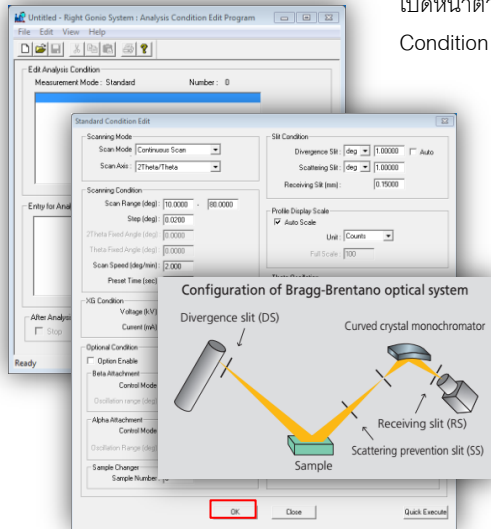 เปิดหน้าต่า
Condition
Untitled - Right Gonio System : Analysis Condition Edit Program
File Edit View Help
Edit Analysis Condition
Measurement Mode : Standard Number : 0
Standard Condition Edit
Scanning Mode
Scan Mode : Continuous Scan
Scan Axis : 2Theta/Theta
Scanning Condition
Scan Range (deg) : 10.0000 - 80.0000
Step (deg) : 0.0200
2Theta Fixed Angle (deg) : 0.0000
Theta Fixed Angle (deg) : 0.0000
Scan Speed (deg/min) : 2.000
Preset Time (sec)
XG Condition
Voltage (kV)
Current (mA)
Optional Condition
Option Enable
Beta Attachment
Control Mode
Oscillation range (deg)
Alpha Attachment
Control Mode
Oscillation Range (deg)
Sample Changer
Sample Number :
Slit Condition
Divergence Slit : deg 1.00000 Auto
Scattering Slit : deg 1.00000
Receiving Slit (mm) : 0.15000
Profile Display Scale
Auto Scale
Unit : Counts
Full Scale : 100
Entry for Anal
After Analysi
Stop
Ready
Configuration of Bragg-Brentano optical system
Divergence slit (DS)
Curved crystal monochromator
Receiving slit (RS)
Scattering prevention slit (SS)
Sample
OK Close Quick Execute